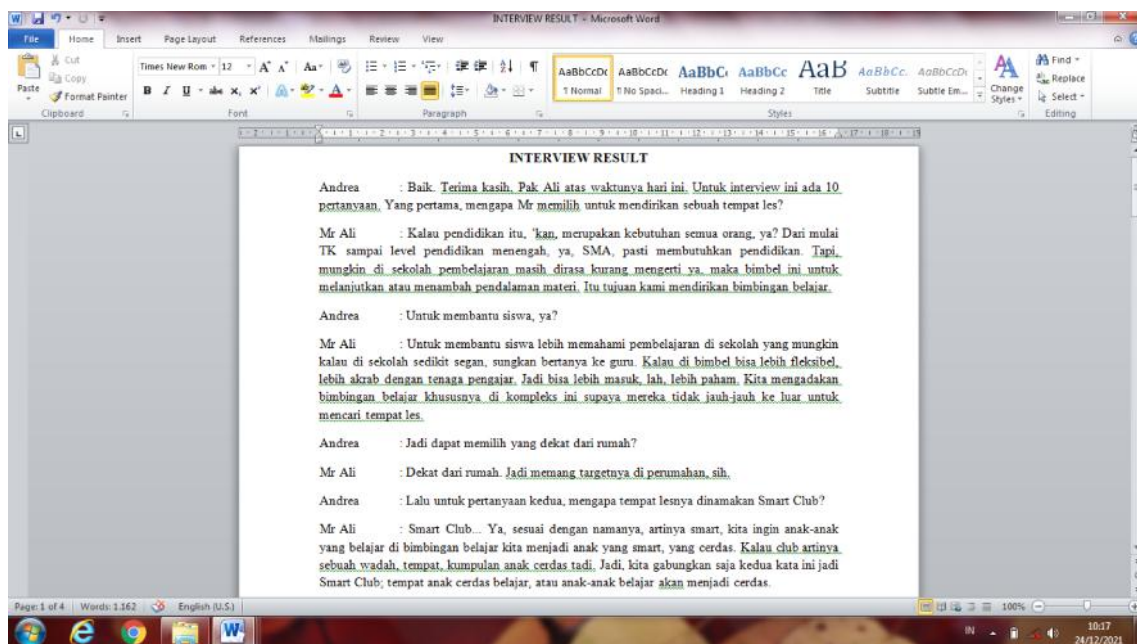 INTERVIEW RESULT - Microsoft Word
File Home Insert Page Layout References Mailings Review View
Paste
Cut
Copy
Format Painter
Clipboard
Times New Rom 12
Font
Paragraph
AaBbCcDc AaBbCcDc AaBbC AaBbCc AaB AaBbCc. AaBbCcDc
¶ Normal ¶ No Spaci... Heading 1 Heading 2 Title Subtitle Subtle Em...
Change Styles
Styles
Find
Replace
Select
Editing
INTERVIEW RESULT
Andrea : Baik. Terima kasih, Pak Ali atas waktunya hari ini. Untuk interview ini ada 10
pertanyaan. Yang pertama, mengapa Mr memilih untuk mendirikan sebuah tempat les?
Mr Ali : Kalau pendidikan itu, 'kan, merupakan kebutuhan semua orang, ya? Dari mulai
TK sampai level pendidikan menengah, ya, SMA, pasti membutuhkan pendidikan. Tapi,
mungkin di sekolah pembelajaran masih dirasa kurang mengerti ya, maka bimbel ini untuk
melanjutkan atau menambah pendalaman materi. Itu tujuan kami mendirikan bimbingan belajar.
Andrea : Untuk membantu siswa, ya?
Mr Ali : Untuk membantu siswa lebih memahami pembelajaran di sekolah yang mungkin
kalau di sekolah sedikit segan, sungkan bertanya ke guru. Kalau di bimbel bisa lebih fleksibel,
lebih akrab dengan tenaga pengajar. Jadi bisa lebih masuk, lah, lebih paham. Kita mengadakan
bimbingan belajar khususnya di kompleks ini supaya mereka tidak jauh-jauh ke luar untuk
mencari tempat les.
Andrea : Jadi dapat memilih yang dekat dari rumah?
Mr Ali : Dekat dari rumah. Jadi memang targetnya di perumahan, sih.
Andrea : Lalu untuk pertanyaan kedua, mengapa tempat lesnya dinamakan Smart Club?
Mr Ali : Smart Club... Ya, sesuai dengan namanya, artinya smart, kita ingin anak-anak
yang belajar di bimbingan belajar kita menjadi anak yang smart, yang cerdas. Kalau club artinya
sebuah wadah, tempat, kumpulan anak cerdas tadi. Jadi, kita gabungkan saja kedua kata ini jadi
Smart Club; tempat anak cerdas belajar, atau anak-anak belajar akan menjadi cerdas.
Page: 1 of 4 Words: 1.162 English (U.S.) 100%
IN 10:17
24/12/2021